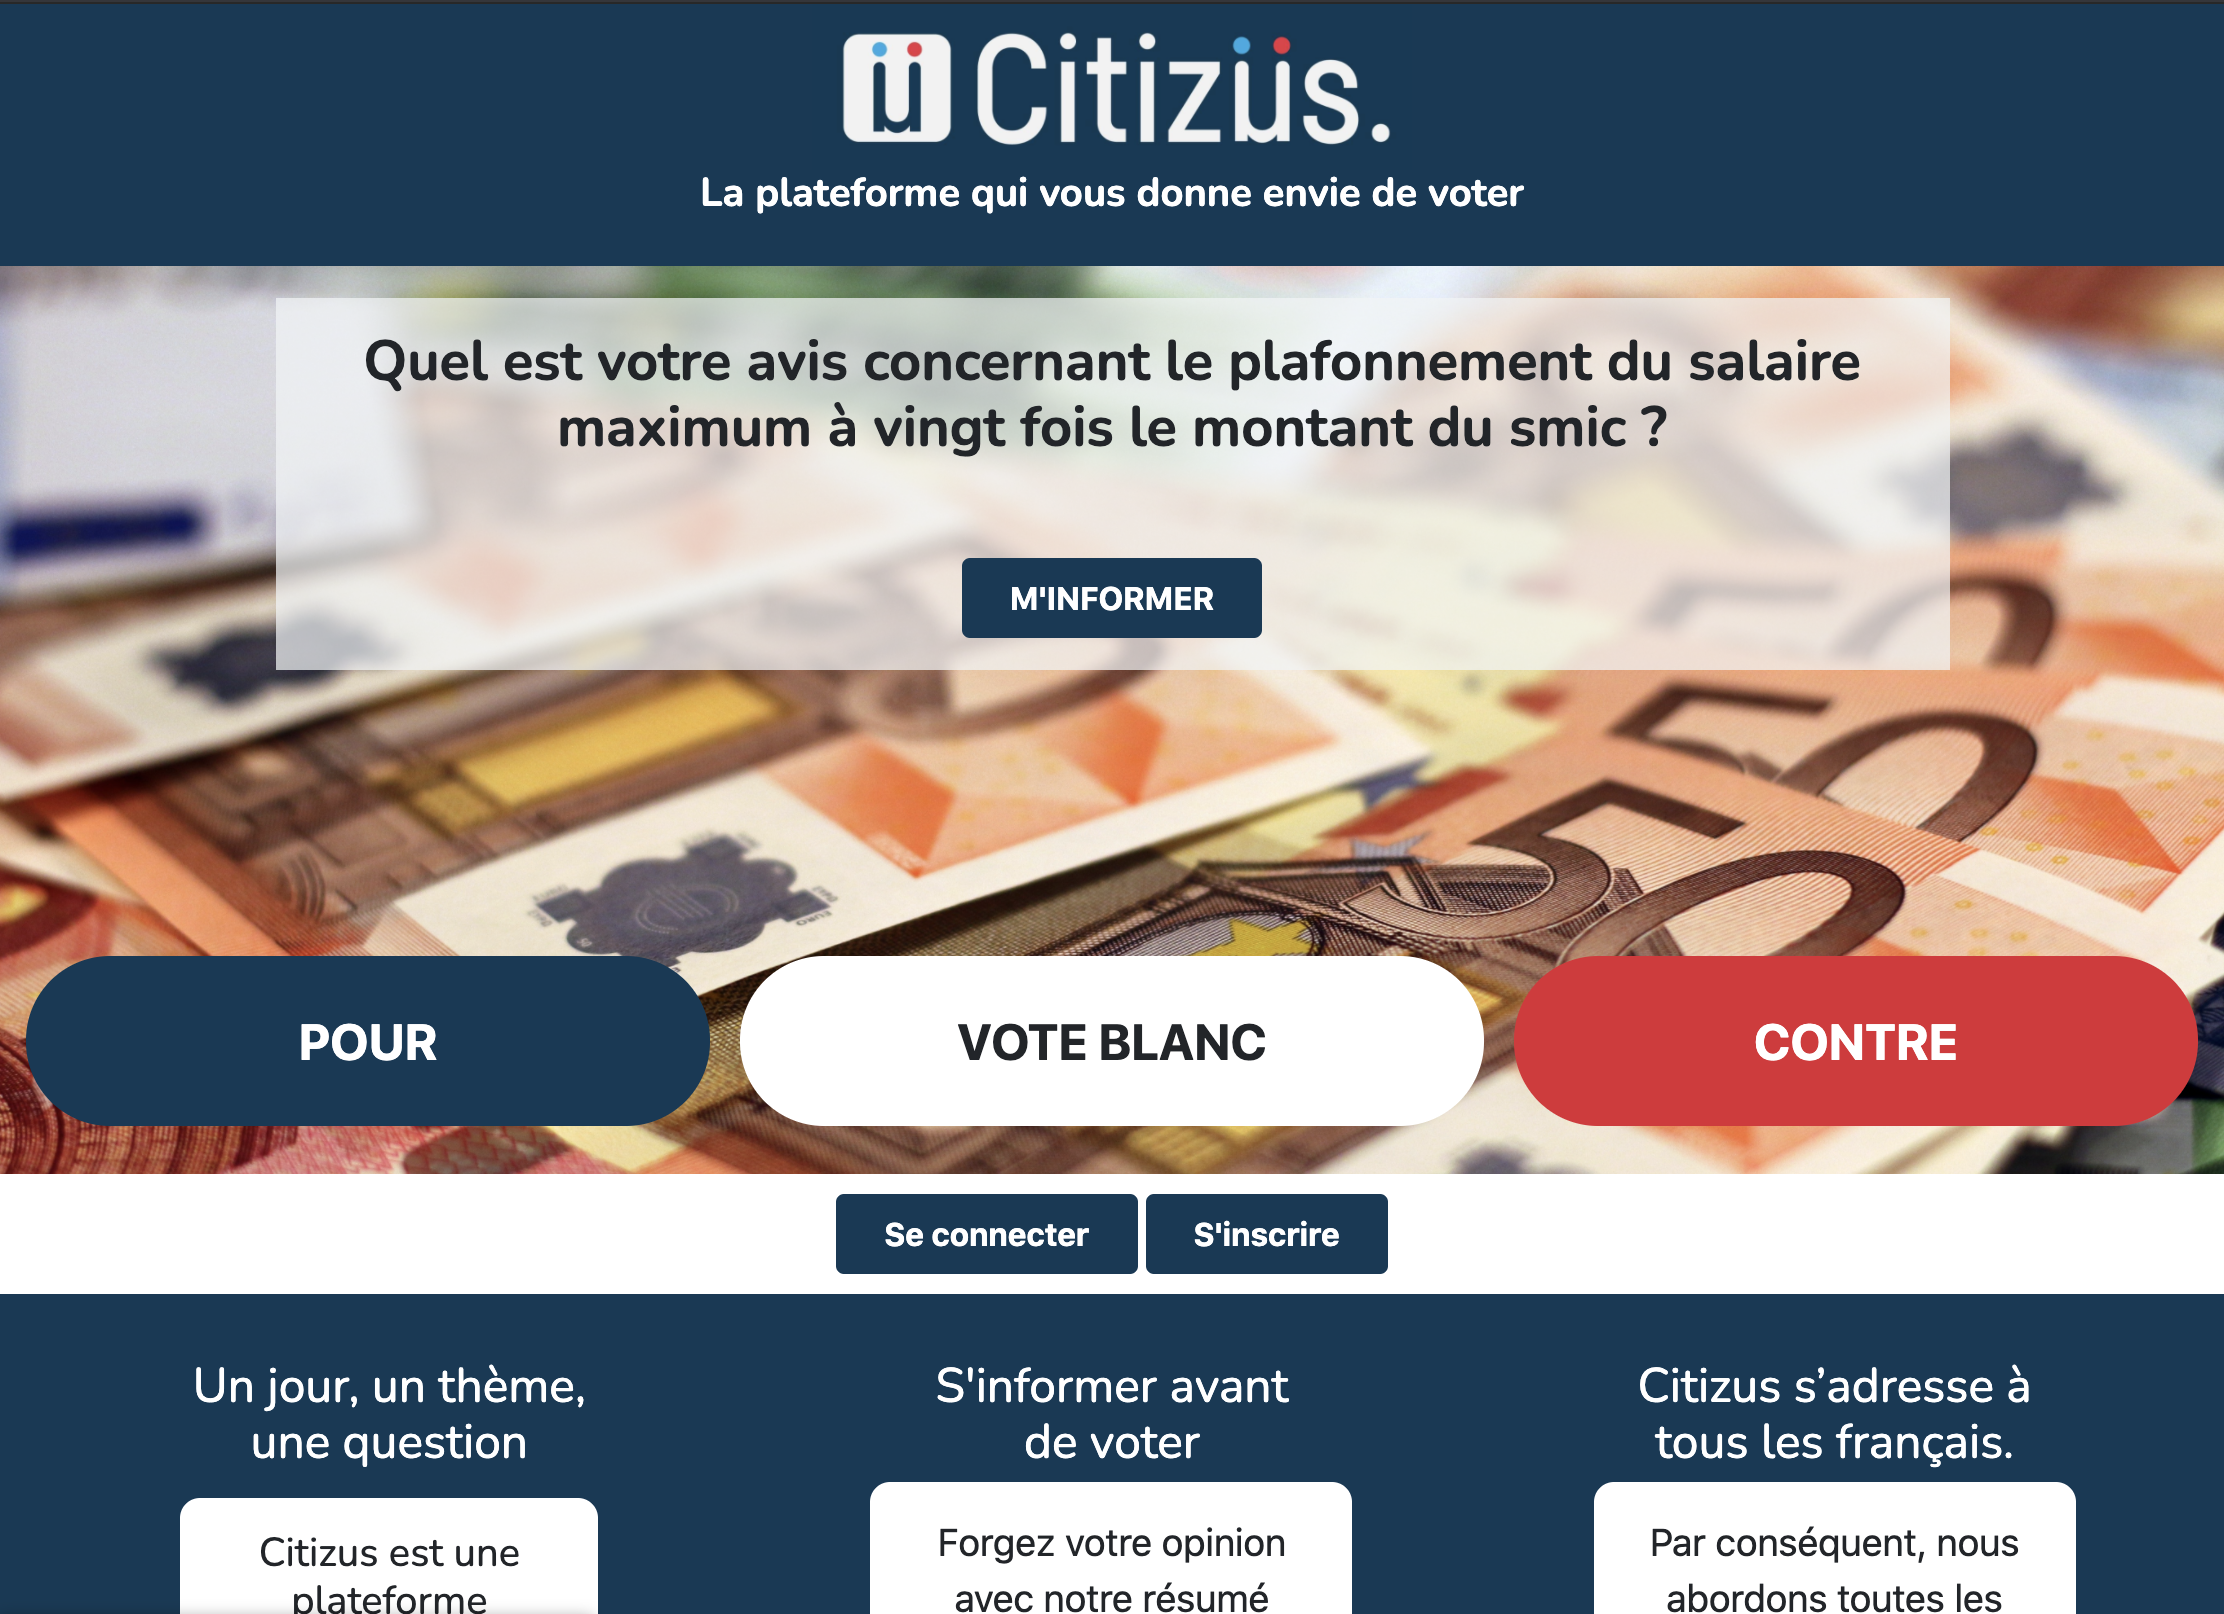 Citizüs.
La plateforme qui vous donne envie de voter
Quel est votre avis concernant le plafonnement du salaire
maximum à vingt fois le montant du smic ?
M'INFORMER
50
50
POUR
VOTE BLANC
CONTRE
Se connecter
S'inscrire
Un jour, un thème,
une question
Citizus est une
plateforme
S'informer avant
de voter
Forgez votre opinion
avec notre résumé
Citizus s’adresse à
tous les français.
Par conséquent, nous
abordons toutes les